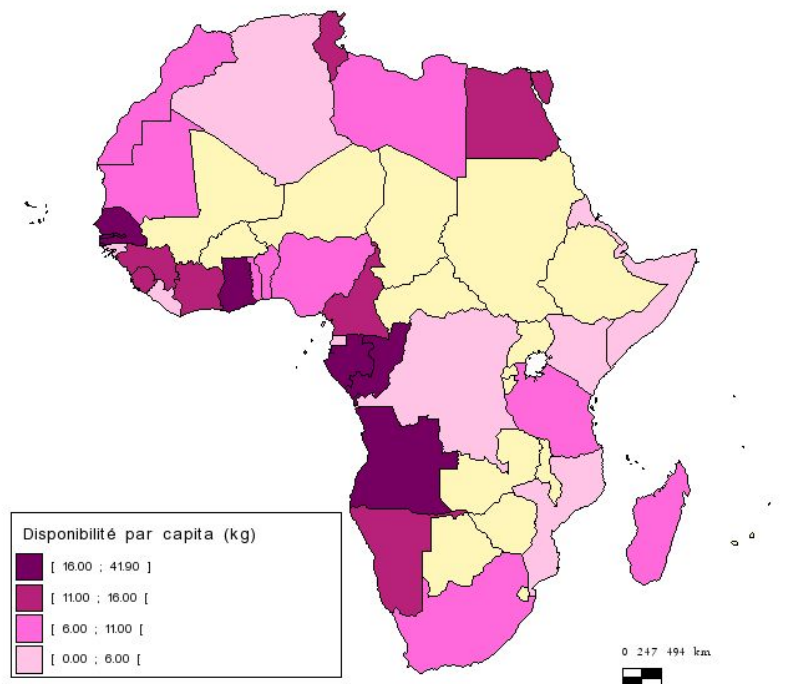 Disponibilité par capita (kg)
[ 16.00 ; 41.90 ]
[ 11.00 ; 16.00 [
[ 6.00 ; 11.00 [
[ 0.00 ; 6.00 [
0 247 494 km